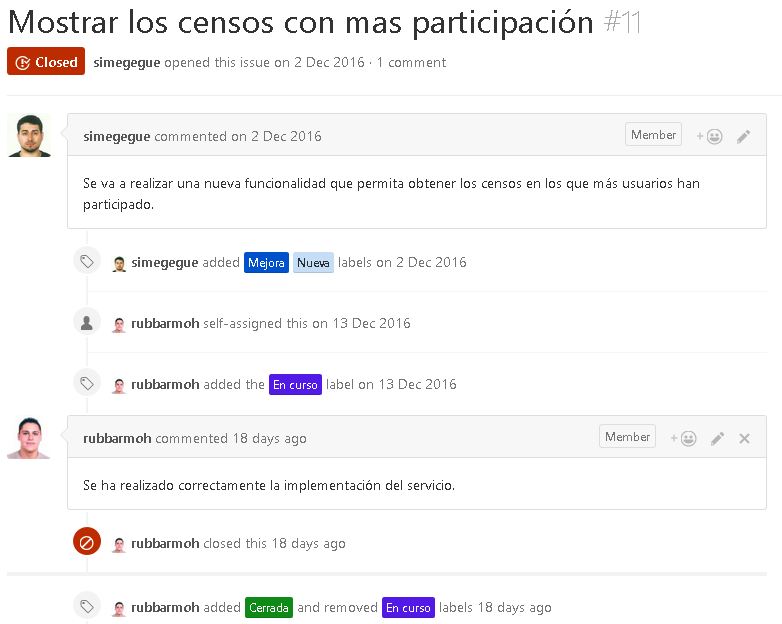 Mostrar los censos con mas participación #11
Closed simegegue opened this issue on 2 Dec 2016 · 1 comment
simegegue commented on 2 Dec 2016 Member
Se va a realizar una nueva funcionalidad que permita obtener los censos en los que más usuarios han
participado.
simegegue added Mejora Nueva labels on 2 Dec 2016
rubbarmoh self-assigned this on 13 Dec 2016
rubbarmoh added the En curso label on 13 Dec 2016
rubbarmoh commented 18 days ago Member
Se ha realizado correctamente la implementación del servicio.
rubbarmoh closed this 18 days ago
rubbarmoh added Cerrada and removed En curso labels 18 days ago